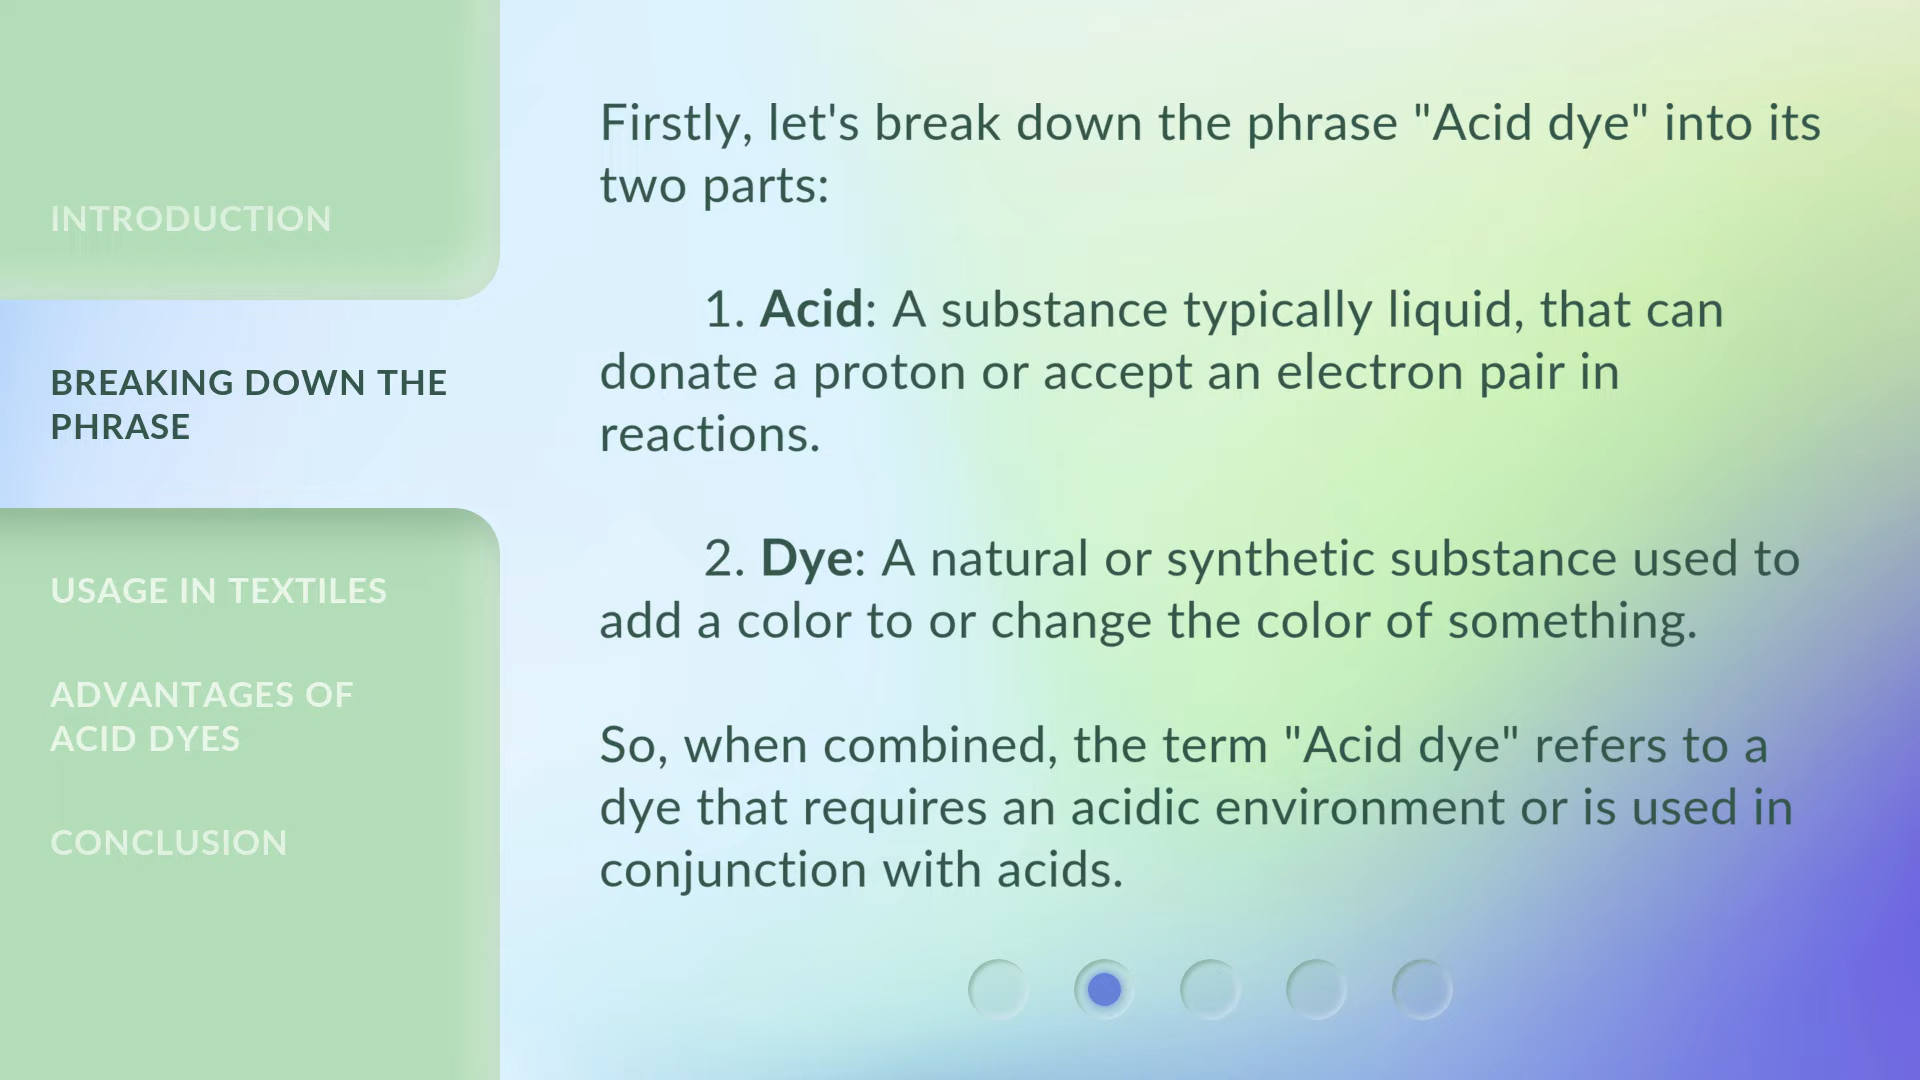 INTRODUCTION
BREAKING DOWN THE
PHRASE
USAGE IN TEXTILES
ADVANTAGES OF
ACID DYES
CONCLUSION
Firstly, let's break down the phrase "Acid dye" into its
two parts:
1. Acid: A substance typically liquid, that can
donate a proton or accept an electron pair in
reactions.
2. Dye: A natural or synthetic substance used to
add a color to or change the color of something.
So, when combined, the term "Acid dye" refers to a
dye that requires an acidic environment or is used in
conjunction with acids.